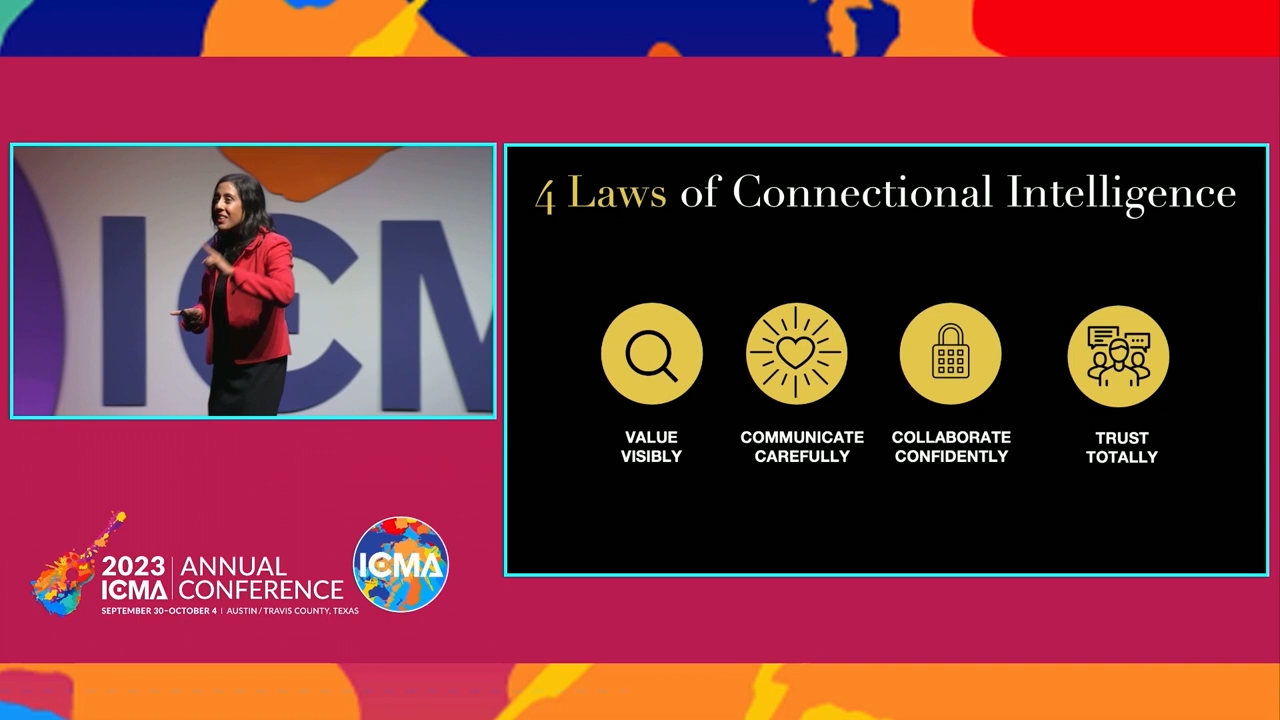 ICM
4 Laws of Connectional Intelligence
VALUE
VISIBLY
COMMUNICATE
CAREFULLY
COLLABORATE
CONFIDENTLY
TRUST
TOTALLY
2023
ICMA
ANNUAL
CONFERENCE
SEPTEMBER 30–OCTOBER 4 | AUSTIN / TRAVIS COUNTY, TEXAS
ICMA